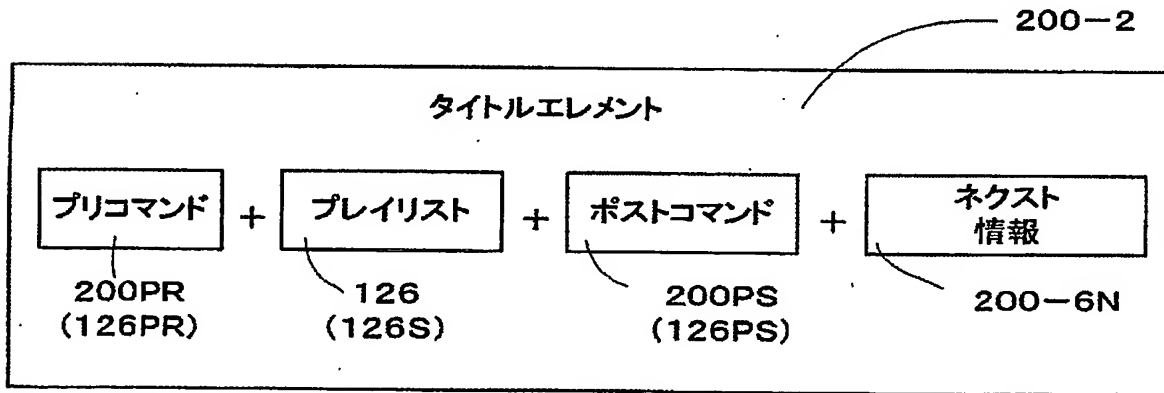 200-2
タイトルエレメント
プリコマンド + プレイリスト + ポストコマンド + ネクスト
情報
200PR 126 200PS 200-6N
(126PR) (126S) (126PS)